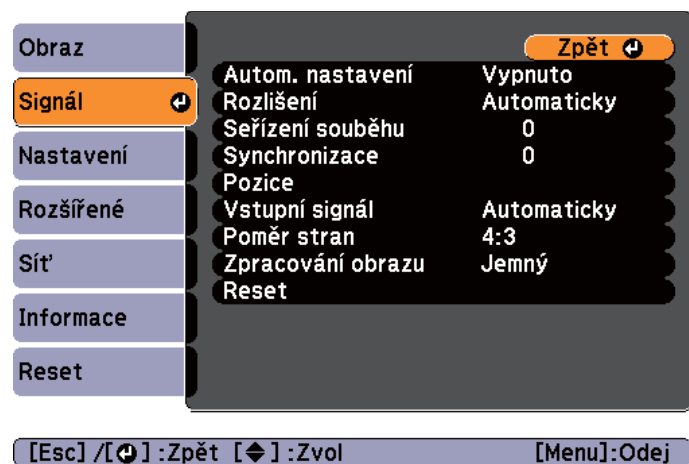 Obraz
Signál
Nastavení
Rozšířené
Síť
Informace
Reset
Zpět
Autom. nastavení Vypnuto
Rozlišení Automaticky
Seřízení souběhu 0
Synchronizace 0
Pozice
Vstupní signál Automaticky
Poměr stran 4:3
Zpracování obrazu Jemný
Reset
[Esc] /[⏎] :Zpět [◆] :Zvol [Menu]:Odej